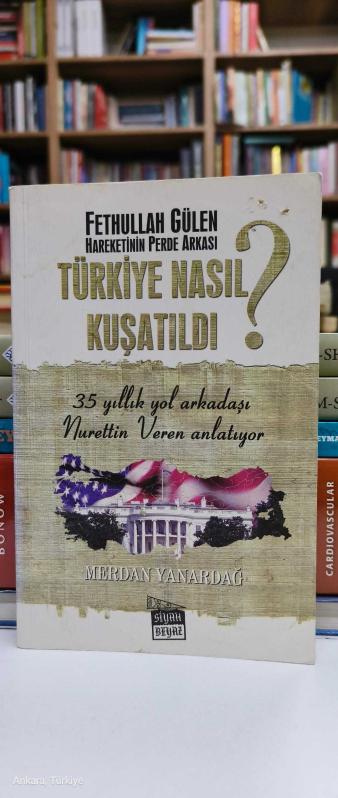 FETHULLAH GÜLEN
HAREKETİNİN PERDE ARKASI
TÜRKİYE NASIL
KUŞATILDI ?
35 yıllık yol arkadaşı
Nurettin Veren anlatıyor
MERDAN YANARDAĞ
SİYAH
BEYAZ
BONOW
CARDIOVASCULAR
Ankara, Türkiye